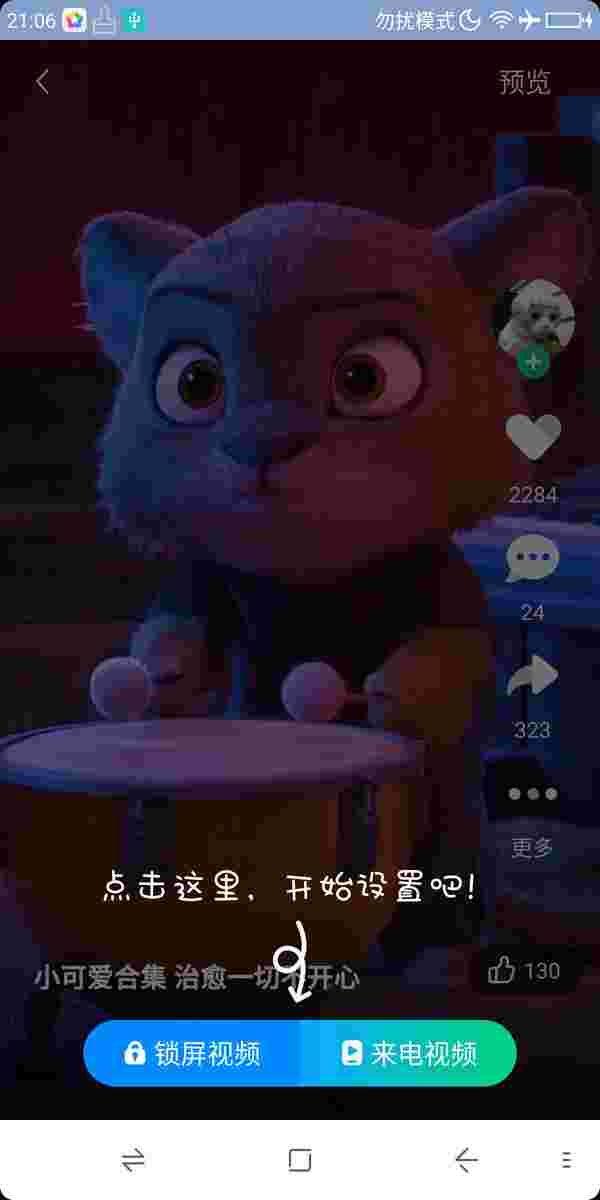 21:06
勿扰模式
预览
2284
24
323
更多
点击这里，开始设置吧！
小可爱合集 治愈一切不开心
130
锁屏视频
来电视频